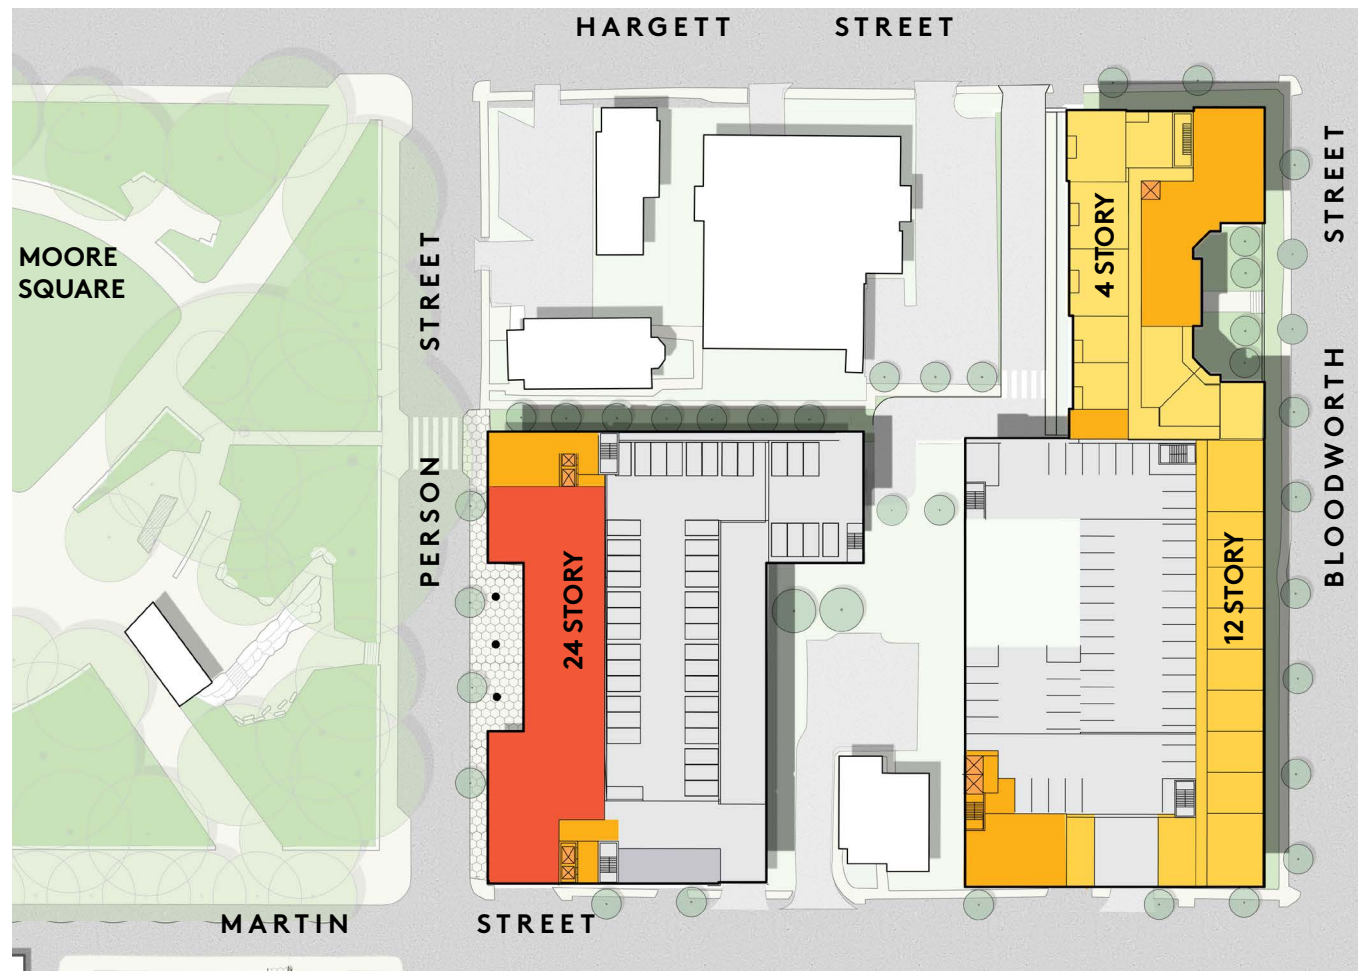 HARGETT STREET
MOORE
SQUARE
PERSON STREET
24 STORY
4 STORY
12 STORY
BLOODWORTH STREET
MARTIN STREET